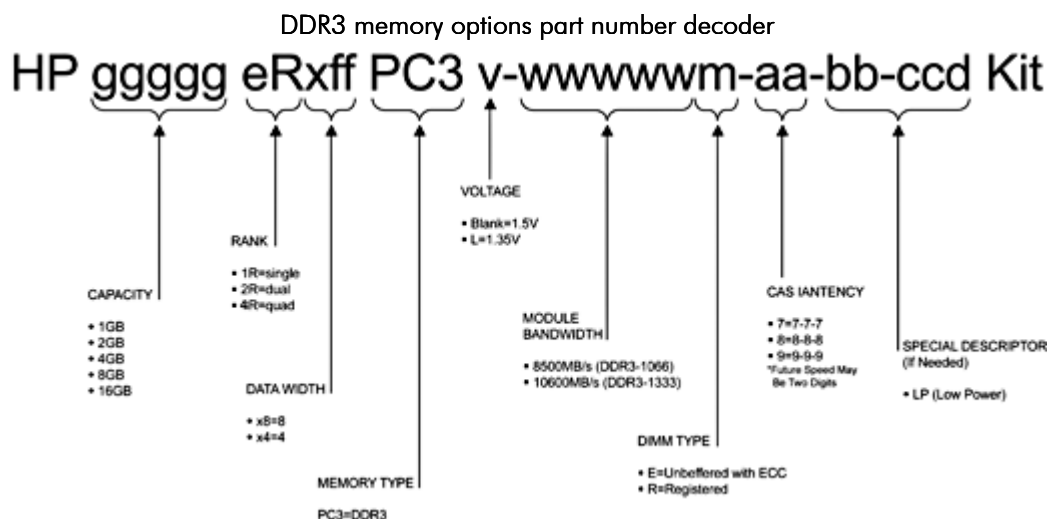 DDR3 memory options part number decoder
HP ggggg eRxff PC3 v-wwwwwm-aa-bb-ccd Kit
VOLTAGE
▪ Blank=1.5V
▪ L=1.35V
RANK
▪ 1R=single
▪ 2R=dual
▪ 4R=quad
CAPACITY
+ 1GB
+ 2GB
+ 4GB
+ 8GB
+ 16GB
CAS lANTENCY
▪ 7=7-7-7
▪ 8=8-8-8
▪ 9=9-9-9
*Future Speed May
Be Two Digits
MODULE
BANDWIDTH
▪ 8500MB/s (DDR3-1066)
▪ 10600MB/s (DDR3-1333)
SPECIAL DESCRIPTOR
(If Needed)
▪ LP (Low Power)
DATA WIDTH
+ x8=8
+ x4=4
DIMM TYPE
▪ E=Unbeffered with ECC
▪ R=Registered
MEMORY TYPE
PC3=DDR3